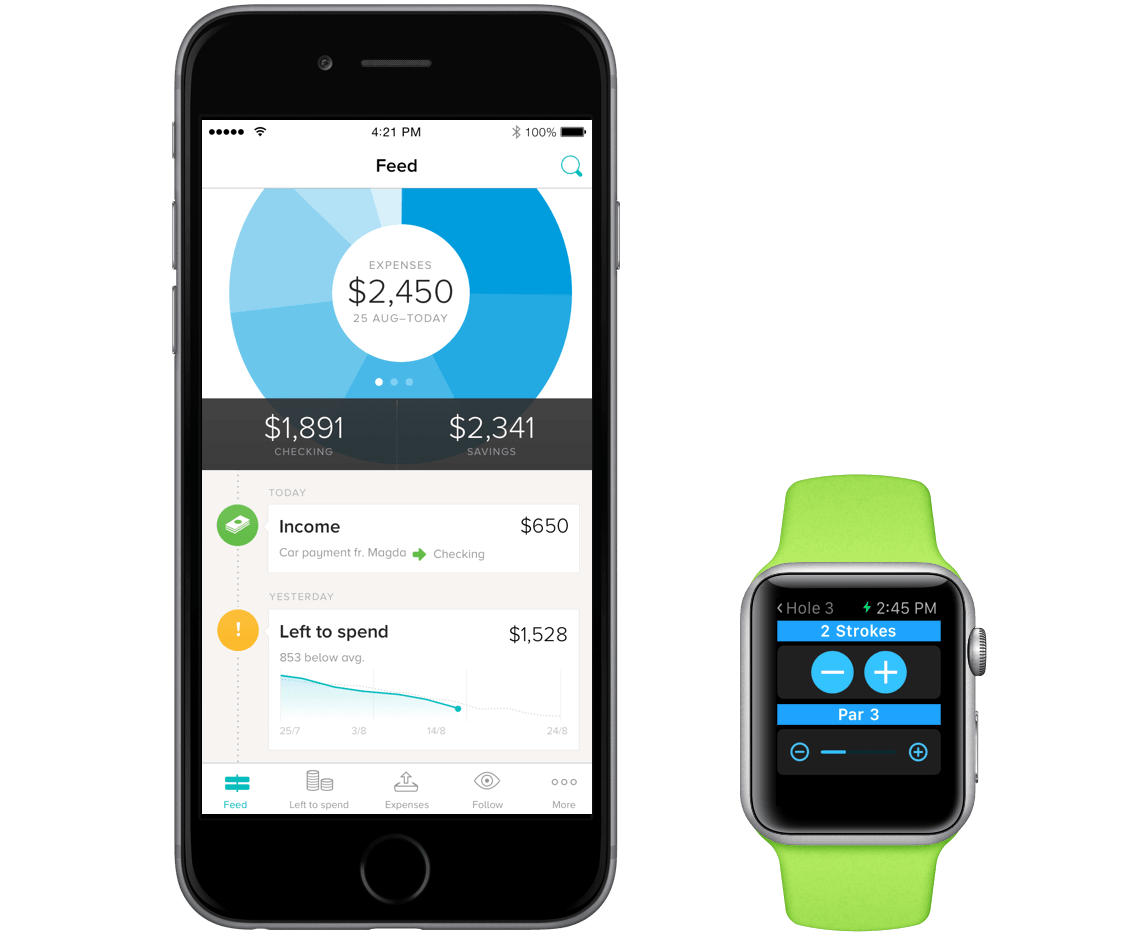 4:21 PM 100%
Feed
EXPENSES
$2,450
25 AUG–TODAY
$1,891 $2,341
CHECKING SAVINGS
TODAY
Income $650
Car payment fr. Magda Checking
YESTERDAY
Left to spend $1,528
853 below avg.
25/7 3/8 14/8 24/8
Feed Left to spend Expenses Follow More
Hole 3 2:45 PM
2 Strokes
Par 3